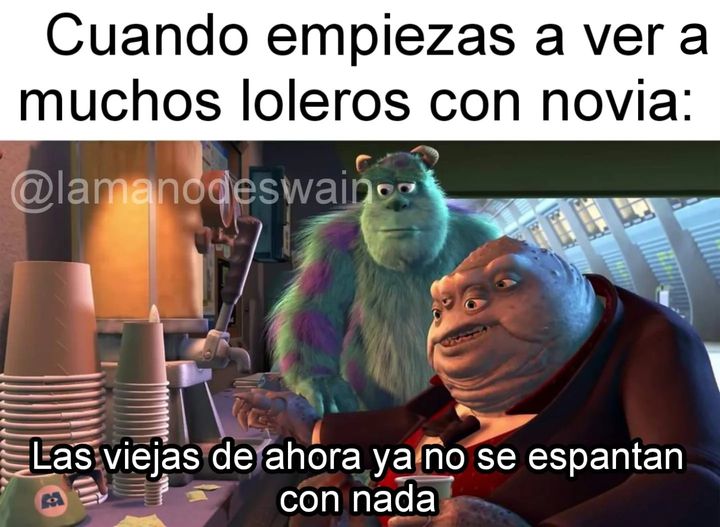 Cuando empiezas a ver a
muchos loleros con novia:
@lamanodeswain
Las viejas de ahora ya no se espantan
con nada